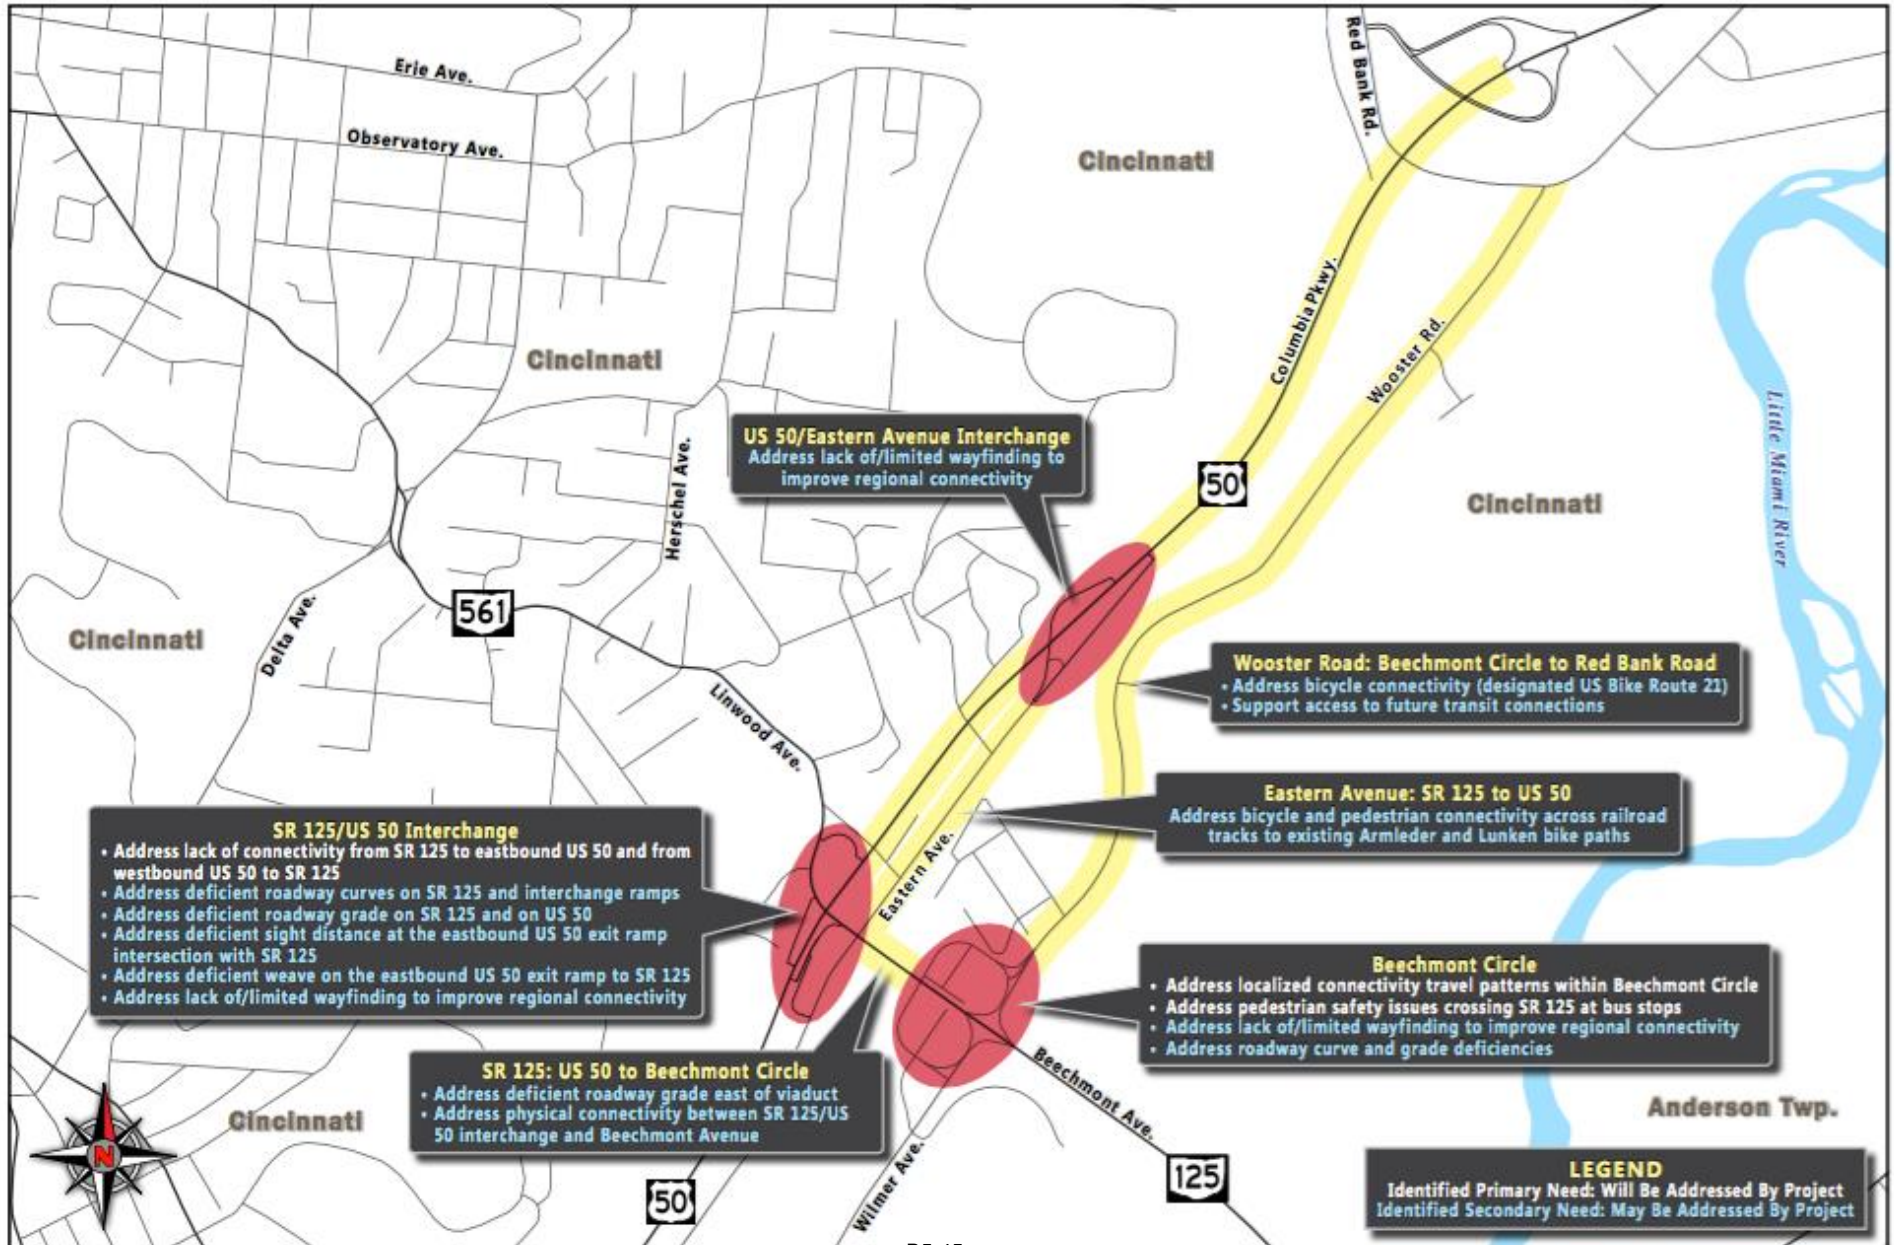 Erie Ave.
Red Bank Rd.
Observatory Ave.
Cincinnati
Columbia Pkwy.
Wooster Rd.
Cincinnati
Little Miami River
US 50/Eastern Avenue Interchange
Address lack of/limited wayfinding to
improve regional connectivity
Herschel Ave.
50
Cincinnati
561
Delta Ave.
Cincinnati
Linwood Ave.
Wooster Road: Beechmont Circle to Red Bank Road
• Address bicycle connectivity (designated US Bike Route 21)
• Support access to future transit connections
Eastern Avenue: SR 125 to US 50
Address bicycle and pedestrian connectivity across railroad
tracks to existing Armleder and Lunken bike paths
Eastern Ave.
SR 125/US 50 Interchange
• Address lack of connectivity from SR 125 to eastbound US 50 and from
westbound US 50 to SR 125
• Address deficient roadway curves on SR 125 and interchange ramps
• Address deficient roadway grade on SR 125 and on US 50
• Address deficient sight distance at the eastbound US 50 exit ramp
intersection with SR 125
• Address deficient weave on the eastbound US 50 exit ramp to SR 125
• Address lack of/limited wayfinding to improve regional connectivity
Beechmont Circle
• Address localized connectivity travel patterns within Beechmont Circle
• Address pedestrian safety issues crossing SR 125 at bus stops
• Address lack of/limited wayfinding to improve regional connectivity
• Address roadway curve and grade deficiencies
SR 125: US 50 to Beechmont Circle
• Address deficient roadway grade east of viaduct
• Address physical connectivity between SR 125/US
50 interchange and Beechmont Avenue
Beechmont Ave.
Cincinnati
Anderson Twp.
N
50
Wilmer Ave.
125
LEGEND
Identified Primary Need: Will Be Addressed By Project
Identified Secondary Need: May Be Addressed By Project